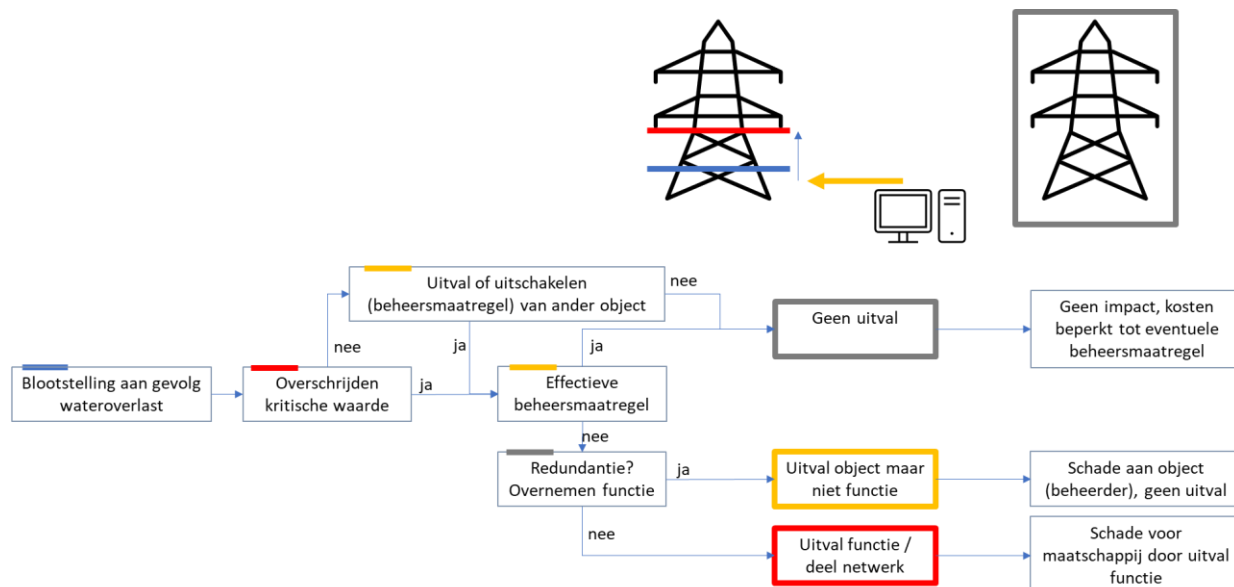 Uitval of uitschakelen
(beheersmaatregel) van ander object
nee
Geen uitval
Geen impact, kosten
beperkt tot eventuele
beheersmaatregel
nee
ja
ja
Blootstelling aan gevolg
wateroverlast
Overschrijden
kritische waarde
ja
Effectieve
beheersmaatregel
nee
Redundantie?
Overnemen functie
ja
Uitval object maar
niet functie
Schade aan object
(beheerder), geen uitval
nee
Uitval functie /
deel netwerk
Schade voor
maatschappij door uitval
functie